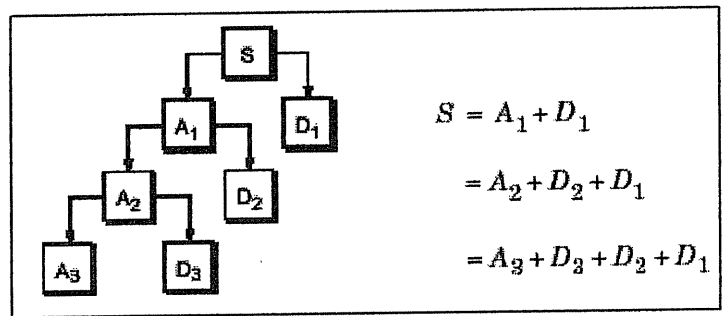 S
A₁ D₁
A₂ D₂
A₃ D₃
S = A₁ + D₁
= A₂ + D₂ + D₁
= A₃ + D₃ + D₂ + D₁